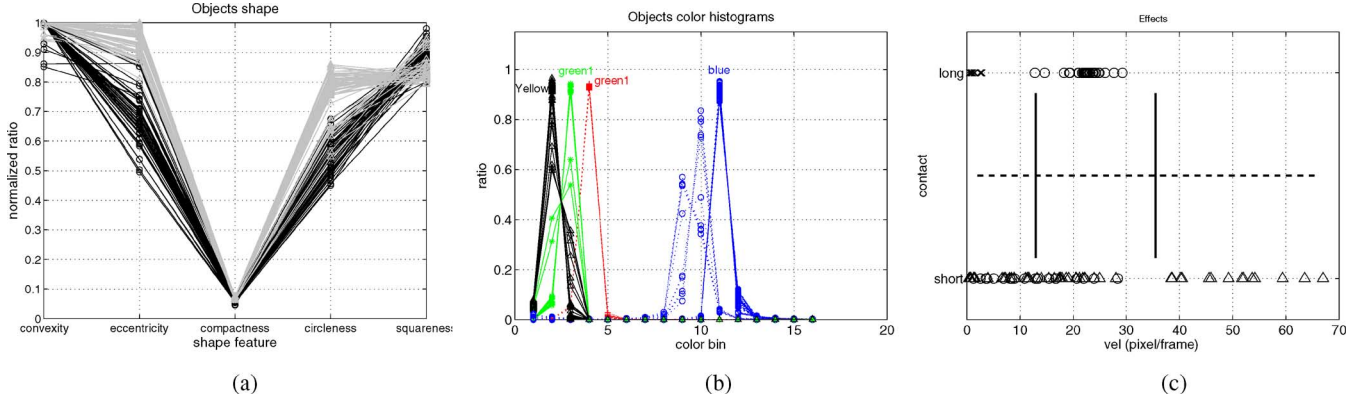 Objects shape
normalized ratio
1
0.9
0.8
0.7
0.6
0.5
0.4
0.3
0.2
0.1
0
convexity eccentricity compactness circleness squareness
shape feature
(a)
Objects color histograms
ratio
1
0.8
0.6
0.4
0.2
0
Yellow
green1
green1
blue
0 5 10 15 20
color bin
(b)
Effects
contact
long
short
0 10 20 30 40 50 60 70
vel (pixel/frame)
(c)